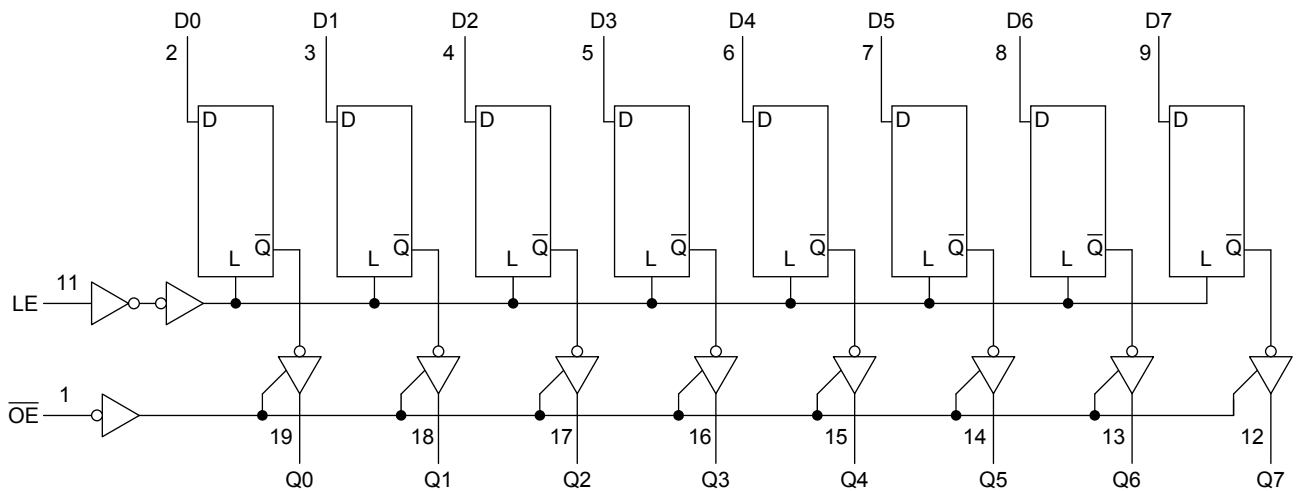 D0 D1 D2 D3 D4 D5 D6 D7
2 3 4 5 6 7 8 9
D D D D D D D D
Q̅ Q̅ Q̅ Q̅ Q̅ Q̅ Q̅ Q̅
L L L L L L L L
11
LE
1
O̅E̅
19 18 17 16 15 14 13 12
Q0 Q1 Q2 Q3 Q4 Q5 Q6 Q7